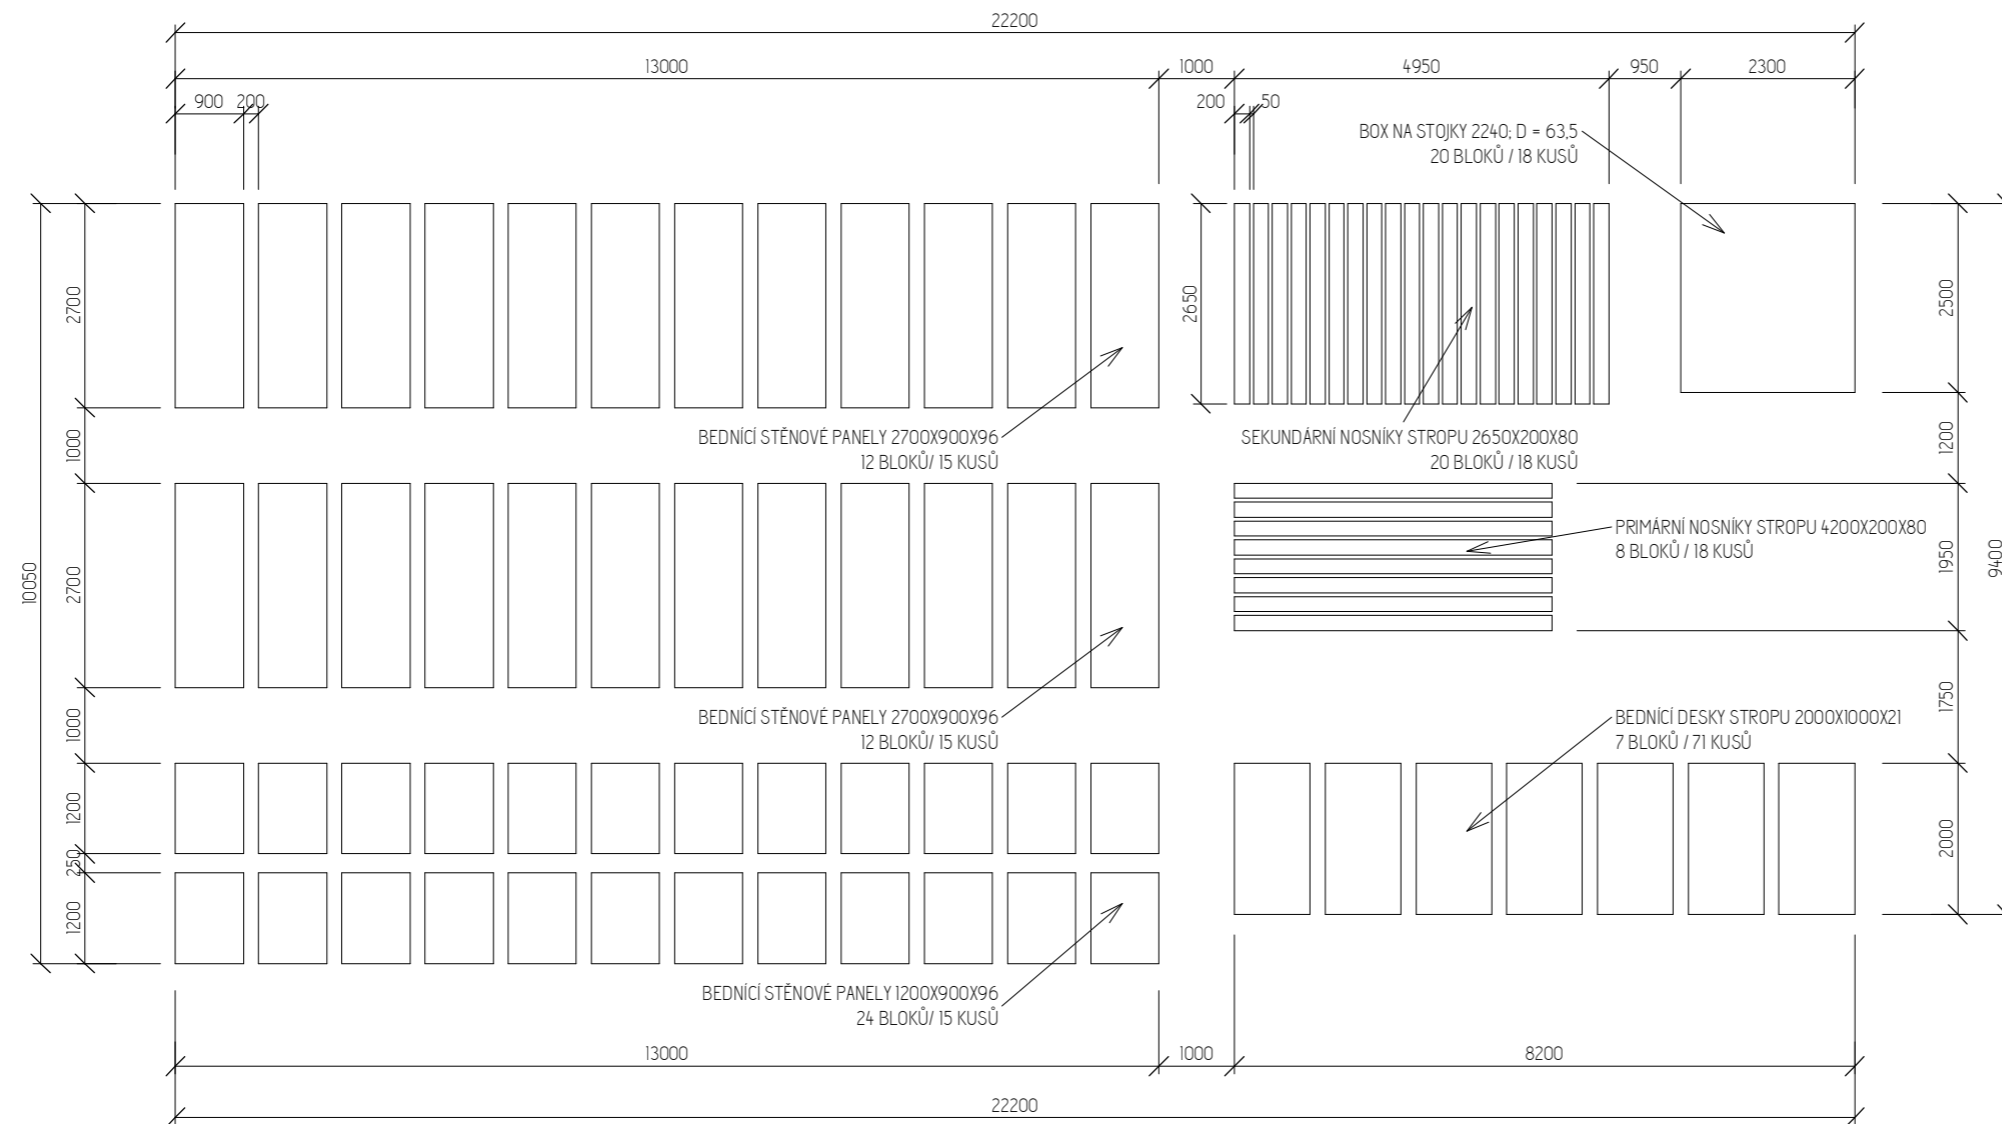 22200
13000
1000
4950
950
2300
900
200
200
50
BOX NA STOJKY 2240; D = 63,5
20 BLOKŮ / 18 KUSŮ
2700
2650
2500
BEDNÍCÍ STĚNOVÉ PANELY 2700X900X96
12 BLOKŮ/ 15 KUSŮ
SEKUNDÁRNÍ NOSNÍKY STROPU 2650X200X80
20 BLOKŮ / 18 KUSŮ
1000
1200
PRIMÁRNÍ NOSNÍKY STROPU 4200X200X80
8 BLOKŮ / 18 KUSŮ
10050
2700
1950
9400
BEDNÍCÍ STĚNOVÉ PANELY 2700X900X96
12 BLOKŮ/ 15 KUSŮ
BEDNÍCÍ DESKY STROPU 2000X1000X21
7 BLOKŮ / 71 KUSŮ
1000
1750
1200
250
1200
2000
BEDNÍCÍ STĚNOVÉ PANELY 1200X900X96
24 BLOKŮ/ 15 KUSŮ
13000
1000
8200
22200